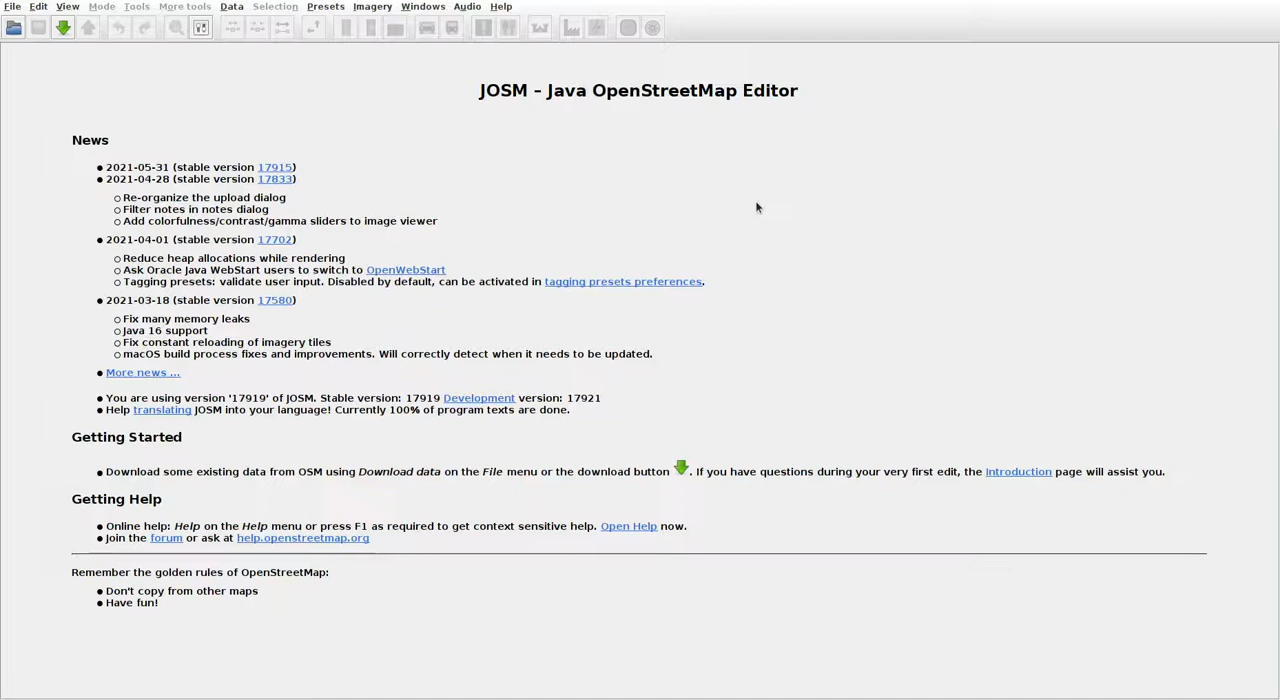 File Edit View Mode Tools More tools Data Selection Presets Imagery Windows Audio Help
JOSM – Java OpenStreetMap Editor
News
2021-05-31 (stable version 17915)
2021-04-28 (stable version 17833)
Re-organize the upload dialog
Filter notes in notes dialog
Add colorfulness/contrast/gamma sliders to image viewer
2021-04-01 (stable version 17702)
Reduce heap allocations while rendering
Ask Oracle Java WebStart users to switch to OpenWebStart
Tagging presets: validate user input. Disabled by default, can be activated in tagging presets preferences.
2021-03-18 (stable version 17580)
Fix many memory leaks
Java 16 support
Fix constant reloading of imagery tiles
macOS build process fixes and improvements. Will correctly detect when it needs to be updated.
More news ...
You are using version '17919' of JOSM. Stable version: 17919 Development version: 17921
Help translating JOSM into your language! Currently 100% of program texts are done.
Getting Started
Download some existing data from OSM using Download data on the File menu or the download button . If you have questions during your very first edit, the Introduction page will assist you.
Getting Help
Online help: Help on the Help menu or press F1 as required to get context sensitive help. Open Help now.
Join the forum or ask at help.openstreetmap.org
Remember the golden rules of OpenStreetMap:
Don't copy from other maps
Have fun!